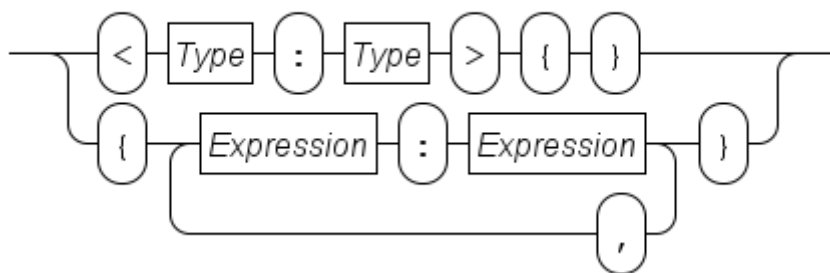 < Type : Type > { }
{ Expression : Expression }
,